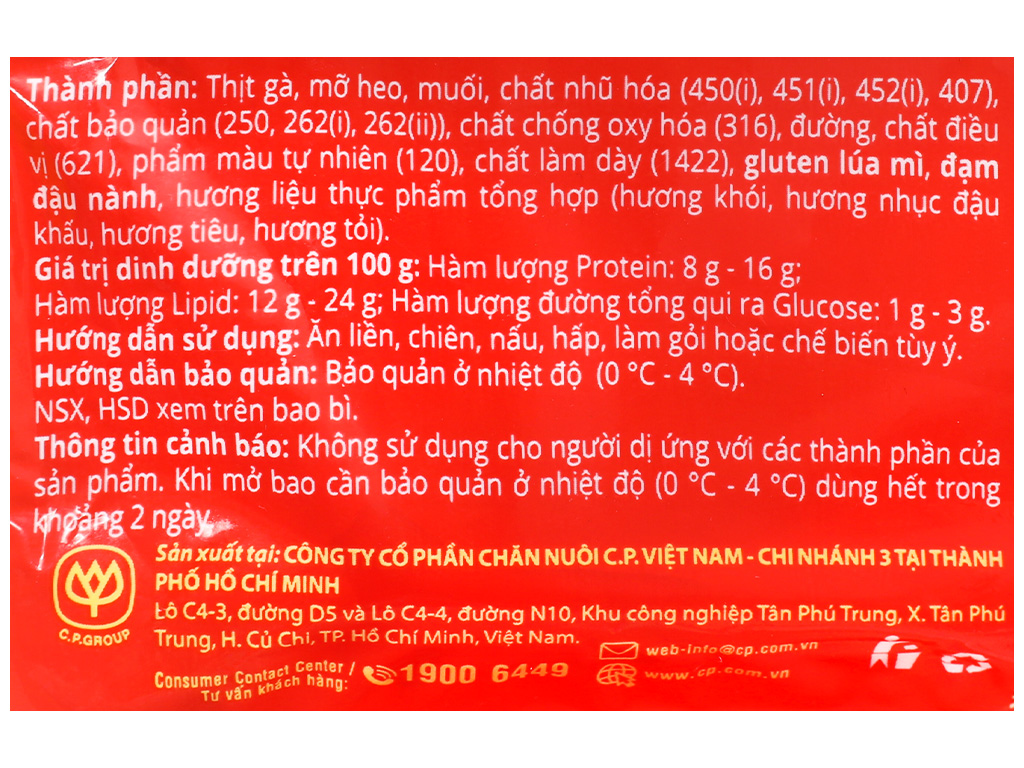 Thành phần: Thịt gà, mỡ heo, muối, chất nhũ hóa (450(i), 451(i), 452(i), 407),
chất bảo quản (250, 262(i), 262(ii)), chất chống oxy hóa (316), đường, chất điều
vị (621), phẩm màu tự nhiên (120), chất làm dày (1422), gluten lúa mì, đạm
đậu nành, hương liệu thực phẩm tổng hợp (hương khói, hương nhục đậu
khấu, hương tiêu, hương tỏi).
Giá trị dinh dưỡng trên 100 g: Hàm lượng Protein: 8 g - 16 g;
Hàm lượng Lipid: 12 g - 24 g; Hàm lượng đường tổng qui ra Glucose: 1 g - 3 g.
Hướng dẫn sử dụng: Ăn liền, chiên, nấu, hấp, làm gỏi hoặc chế biến tùy ý.
Hướng dẫn bảo quản: Bảo quản ở nhiệt độ (0 °C - 4 °C).
NSX, HSD xem trên bao bì.
Thông tin cảnh báo: Không sử dụng cho người dị ứng với các thành phần của
sản phẩm. Khi mở bao cần bảo quản ở nhiệt độ (0 °C - 4 °C) dùng hết trong
khoảng 2 ngày.
Sản xuất tại: CÔNG TY CỔ PHẦN CHĂN NUÔI C.P. VIỆT NAM - CHI NHÁNH 3 TẠI THÀNH
PHỐ HỒ CHÍ MINH
Lô C4-3, đường D5 và Lô C4-4, đường N10, Khu công nghiệp Tân Phú Trung, X. Tân Phú
Trung, H. Củ Chi, TP. Hồ Chí Minh, Việt Nam.
C.P.GROUP
Consumer Contact Center /
Tư vấn khách hàng:
1900 6449
web-info@cp.com.vn
www.cp.com.vn